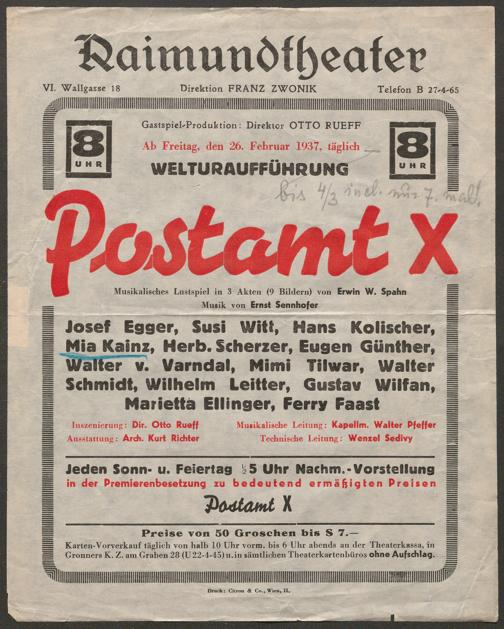 Raimundtheater
VI. Wallgasse 18 Direktion FRANZ ZWONIK Telefon B 27-4-65
8 UHR
Gastspiel-Produktion: Direktor OTTO RUEFF
Ab Freitag, den 26. Februar 1937, täglich
WELTURAUFFÜHRUNG
8 UHR
bis 4/3 incl. nur 7. mal!
Postamt X
Musikalisches Lustspiel in 3 Akten (9 Bildern) von Erwin W. Spahn
Musik von Ernst Sennhofer
Josef Egger, Susi Witt, Hans Kolischer,
Mia Kainz, Herb. Scherzer, Eugen Günther,
Walter v. Varndal, Mimi Tilwar, Walter
Schmidt, Wilhelm Leitter, Gustav Wilfan,
Marietta Ellinger, Ferry Faast
Inszenierung: Dir. Otto Rueff Musikalische Leitung: Kapellm. Walter Pfeffer
Ausstattung: Arch. Kurt Richter Technische Leitung: Wenzel Sedivy
Jeden Sonn- u. Feiertag ½5 Uhr Nachm.-Vorstellung
in der Premierenbesetzung zu bedeutend ermäßigten Preisen
Postamt X
Preise von 50 Groschen bis S 7.—
Karten-Vorverkauf täglich von halb 10 Uhr vorm. bis 6 Uhr abends an der Theaterkassa, in
Gronners K. Z. am Graben 28 (U 22-4-45) u. in sämtlichen Theaterkartenbüros ohne Aufschlag.
Druck: Citron & Co., Wien, II.